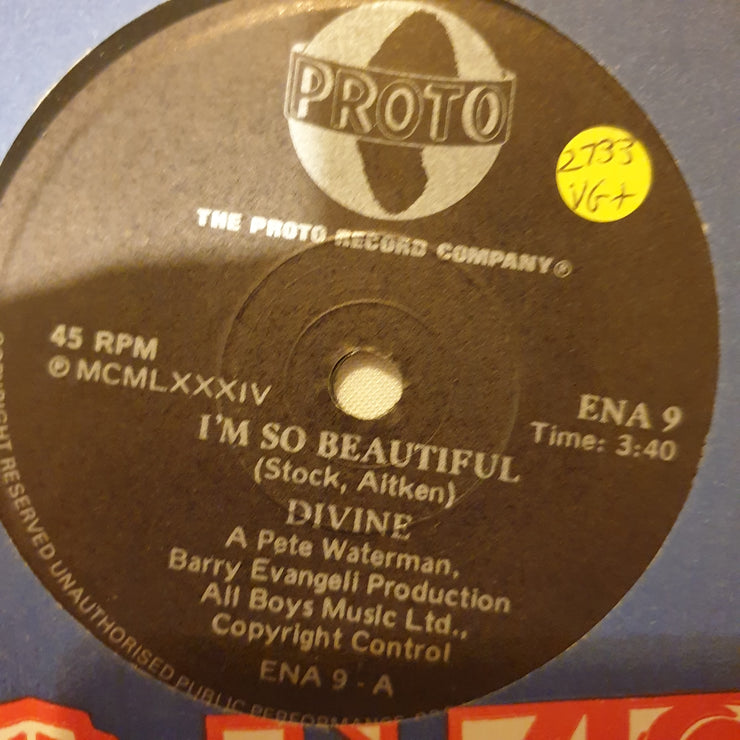 PROTO
2733
VG+
THE PROTO RECORD COMPANY ℗
45 RPM
℗ MCMLXXXIV
ENA 9
Time: 3:40
I'M SO BEAUTIFUL
(Stock, Aitken)
DIVINE
A Pete Waterman,
Barry Evangeli Production
All Boys Music Ltd.,
Copyright Control
ENA 9 - A
RESERVED UNAUTHORISED PUBLIC PERFORMANCE